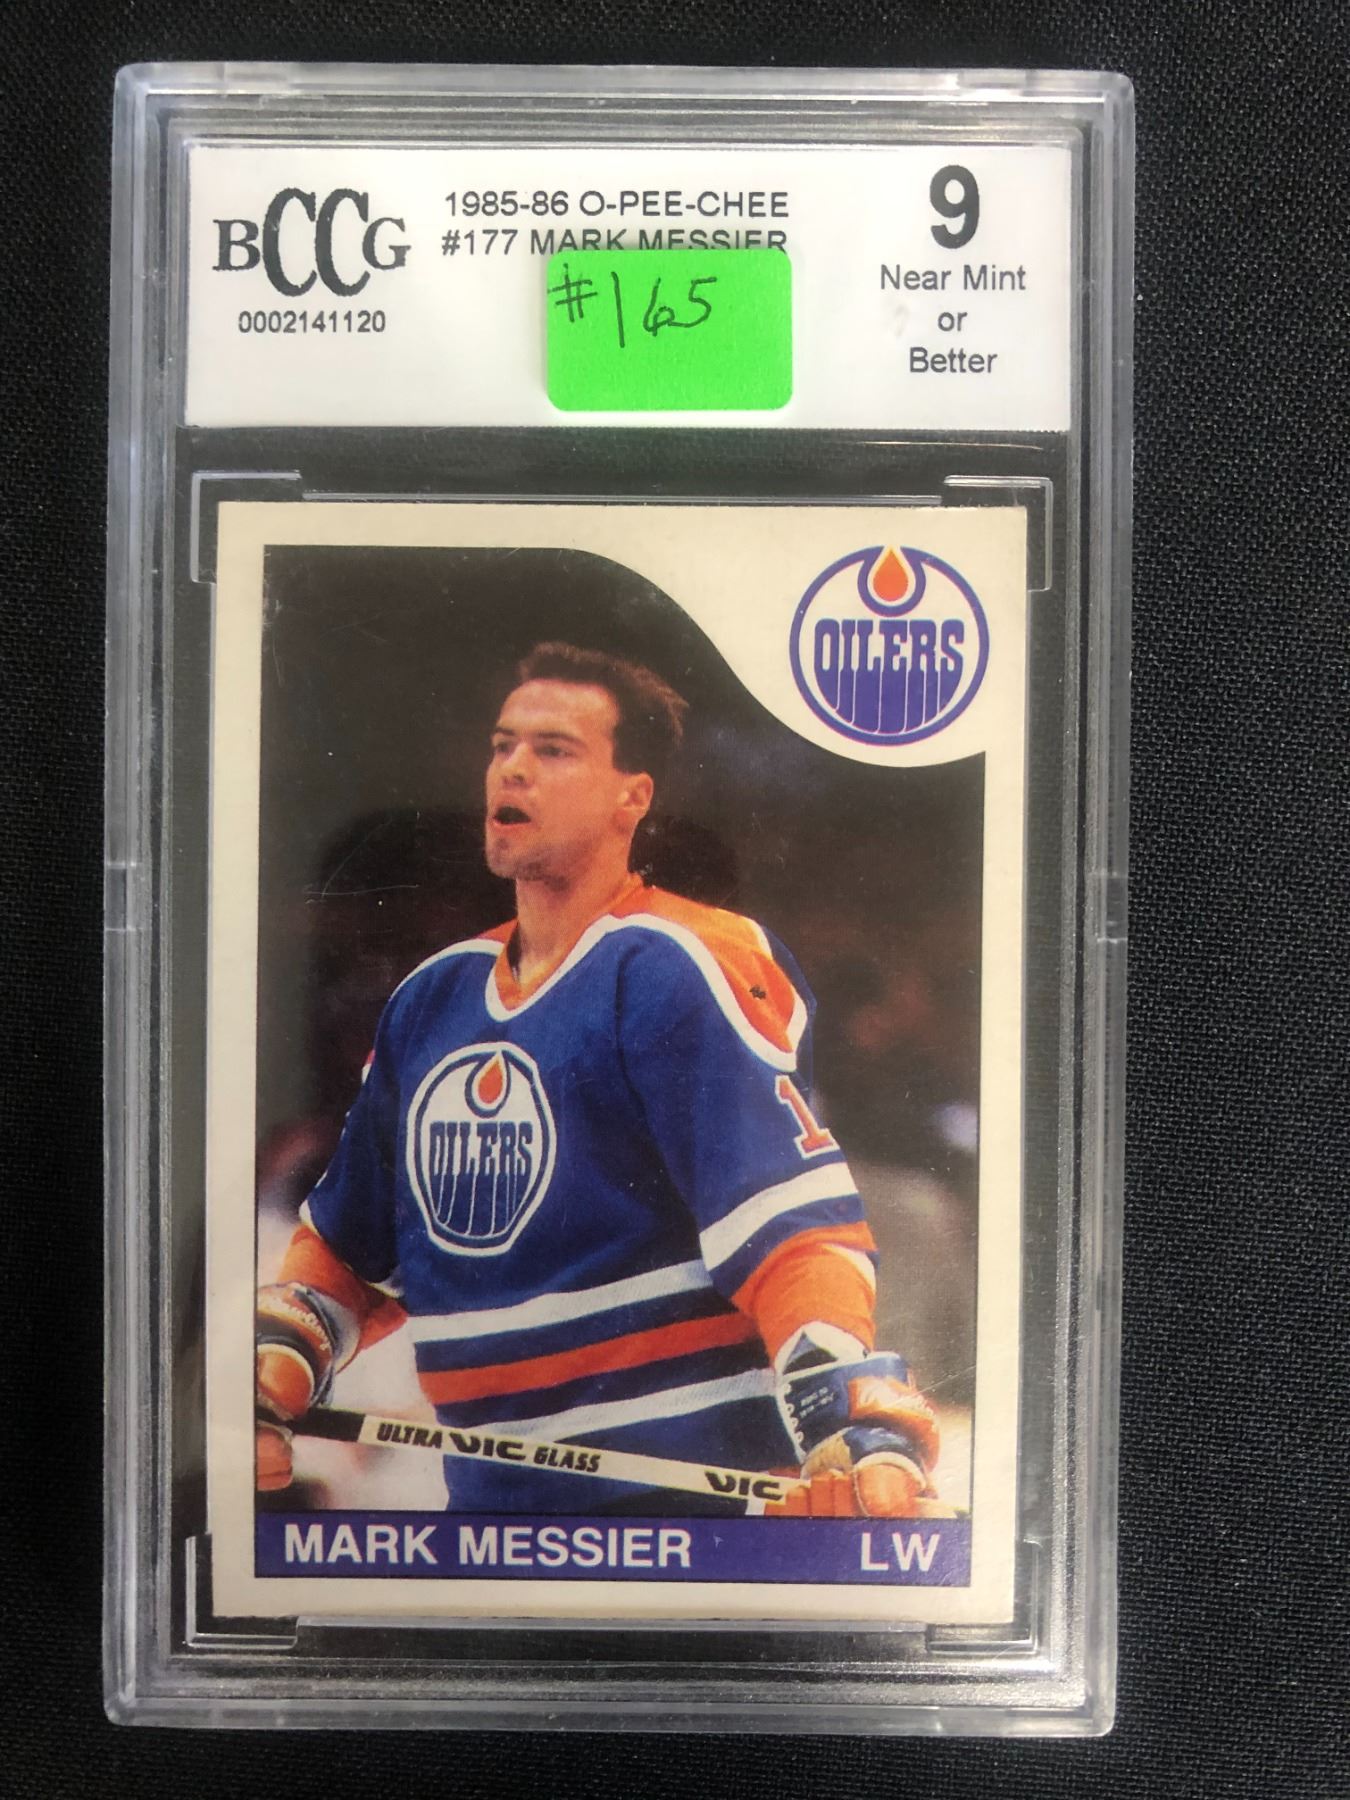 BCCG
0002141120
1985-86 O-PEE-CHEE
#177 MARK MESSIER
#165
9
Near Mint
or
Better
OILERS
1
OILERS
ULTRA VIC GLASS
VIC
MARK MESSIER
LW